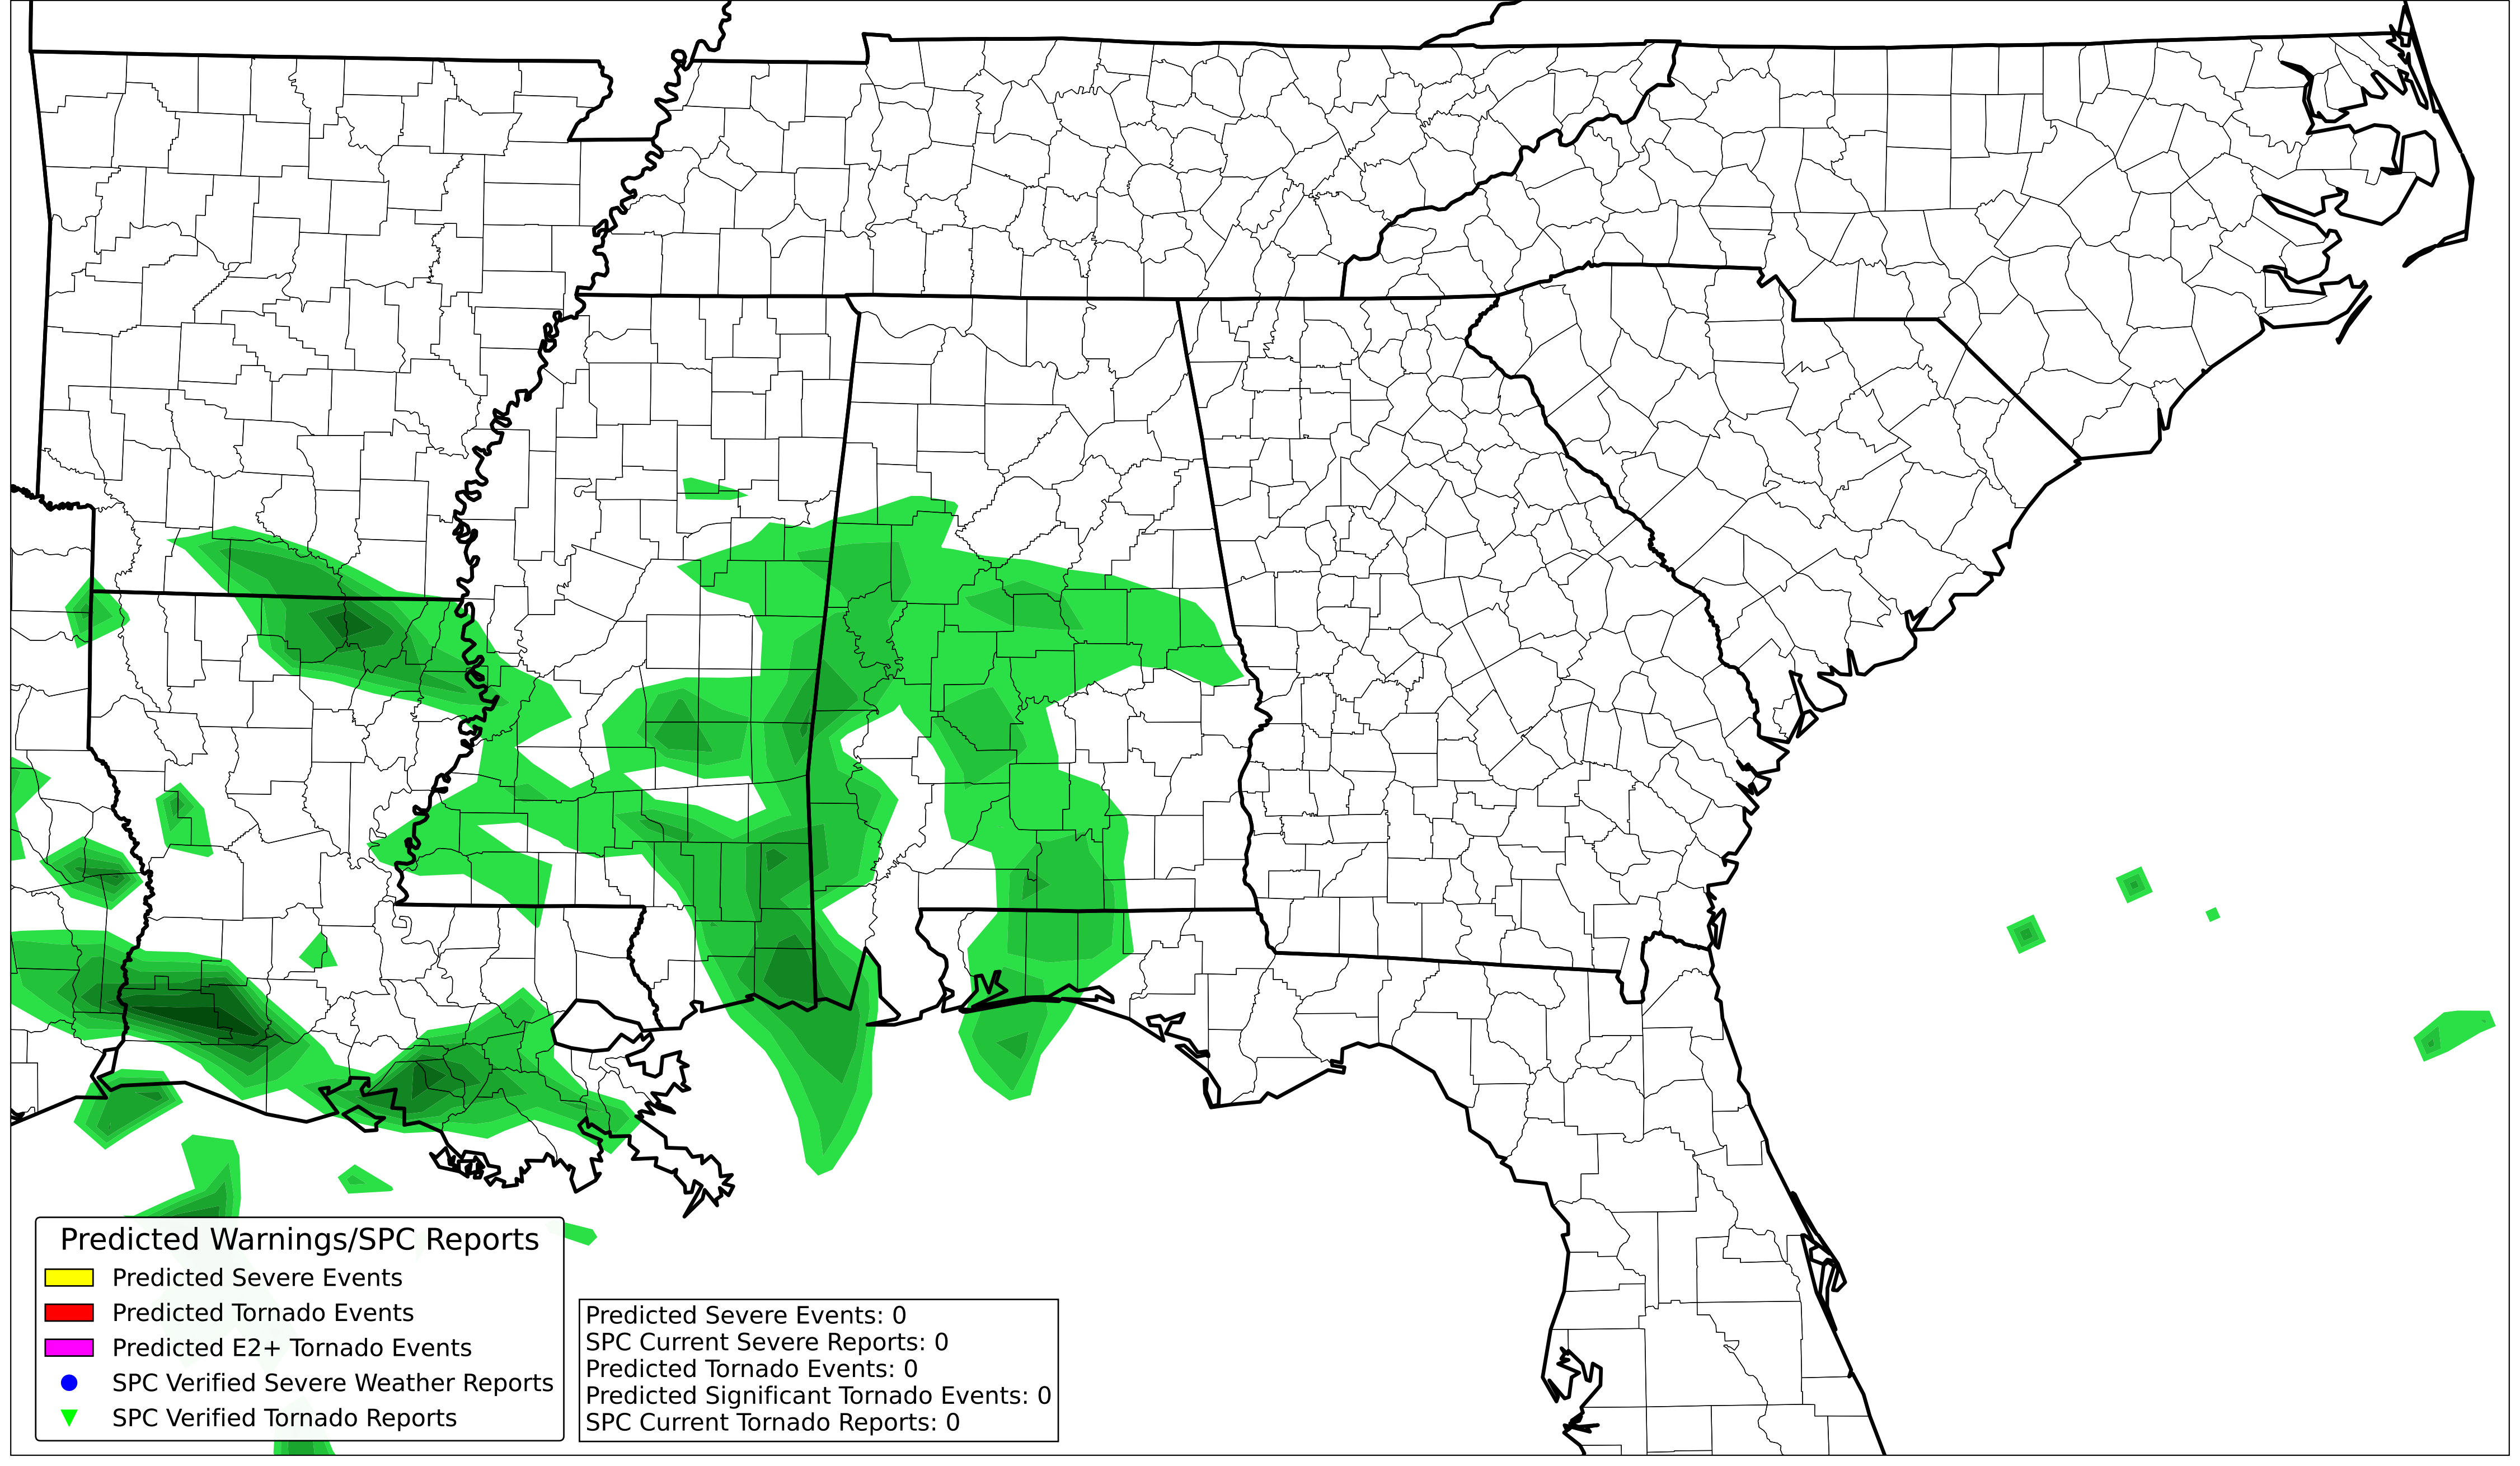 Predicted Warnings/SPC Reports
Predicted Severe Events
Predicted Tornado Events
Predicted E2+ Tornado Events
SPC Verified Severe Weather Reports
SPC Verified Tornado Reports
Predicted Severe Events: 0
SPC Current Severe Reports: 0
Predicted Tornado Events: 0
Predicted Significant Tornado Events: 0
SPC Current Tornado Reports: 0